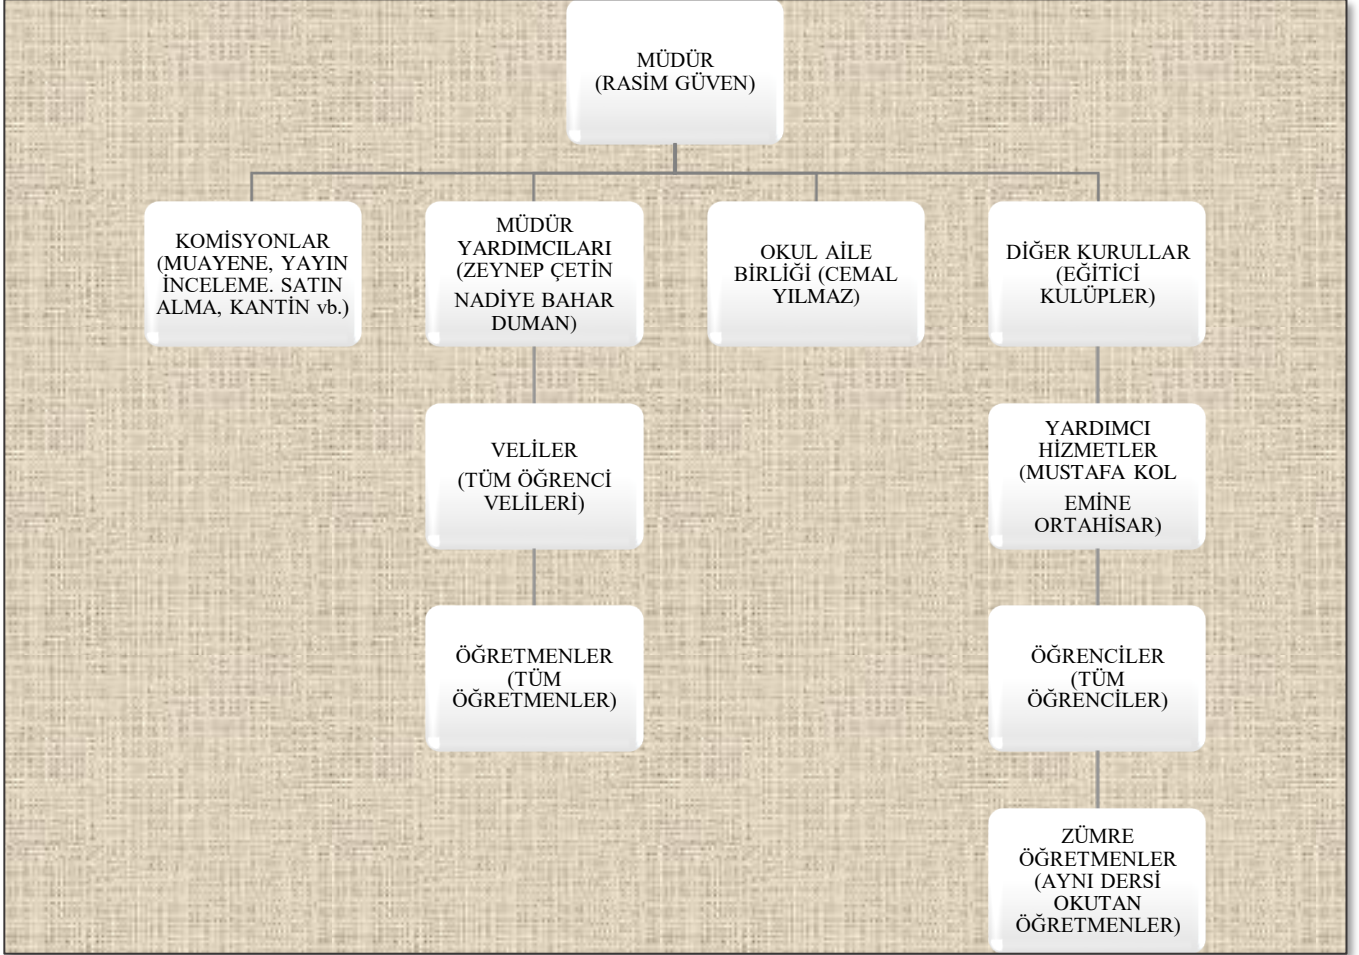 MÜDÜR
(RASİM GÜVEN)
KOMİSYONLAR
(MUAYENE, YAYIN
İNCELEME. SATIN
ALMA, KANTİN vb.)
MÜDÜR
YARDIMCILARI
(ZEYNEP ÇETİN
NADİYE BAHAR
DUMAN)
OKUL AİLE
BİRLİĞİ (CEMAL
YILMAZ)
DİĞER KURULLAR
(EĞİTİCİ
KULÜPLER)
VELİLER
(TÜM ÖĞRENCİ
VELİLERİ)
YARDIMCI
HİZMETLER
(MUSTAFA KOL
EMİNE
ORTAHİSAR)
ÖĞRETMENLER
(TÜM
ÖĞRETMENLER)
ÖĞRENCİLER
(TÜM
ÖĞRENCİLER)
ZÜMRE
ÖĞRETMENLER
(AYNI DERSİ
OKUTAN
ÖĞRETMENLER)